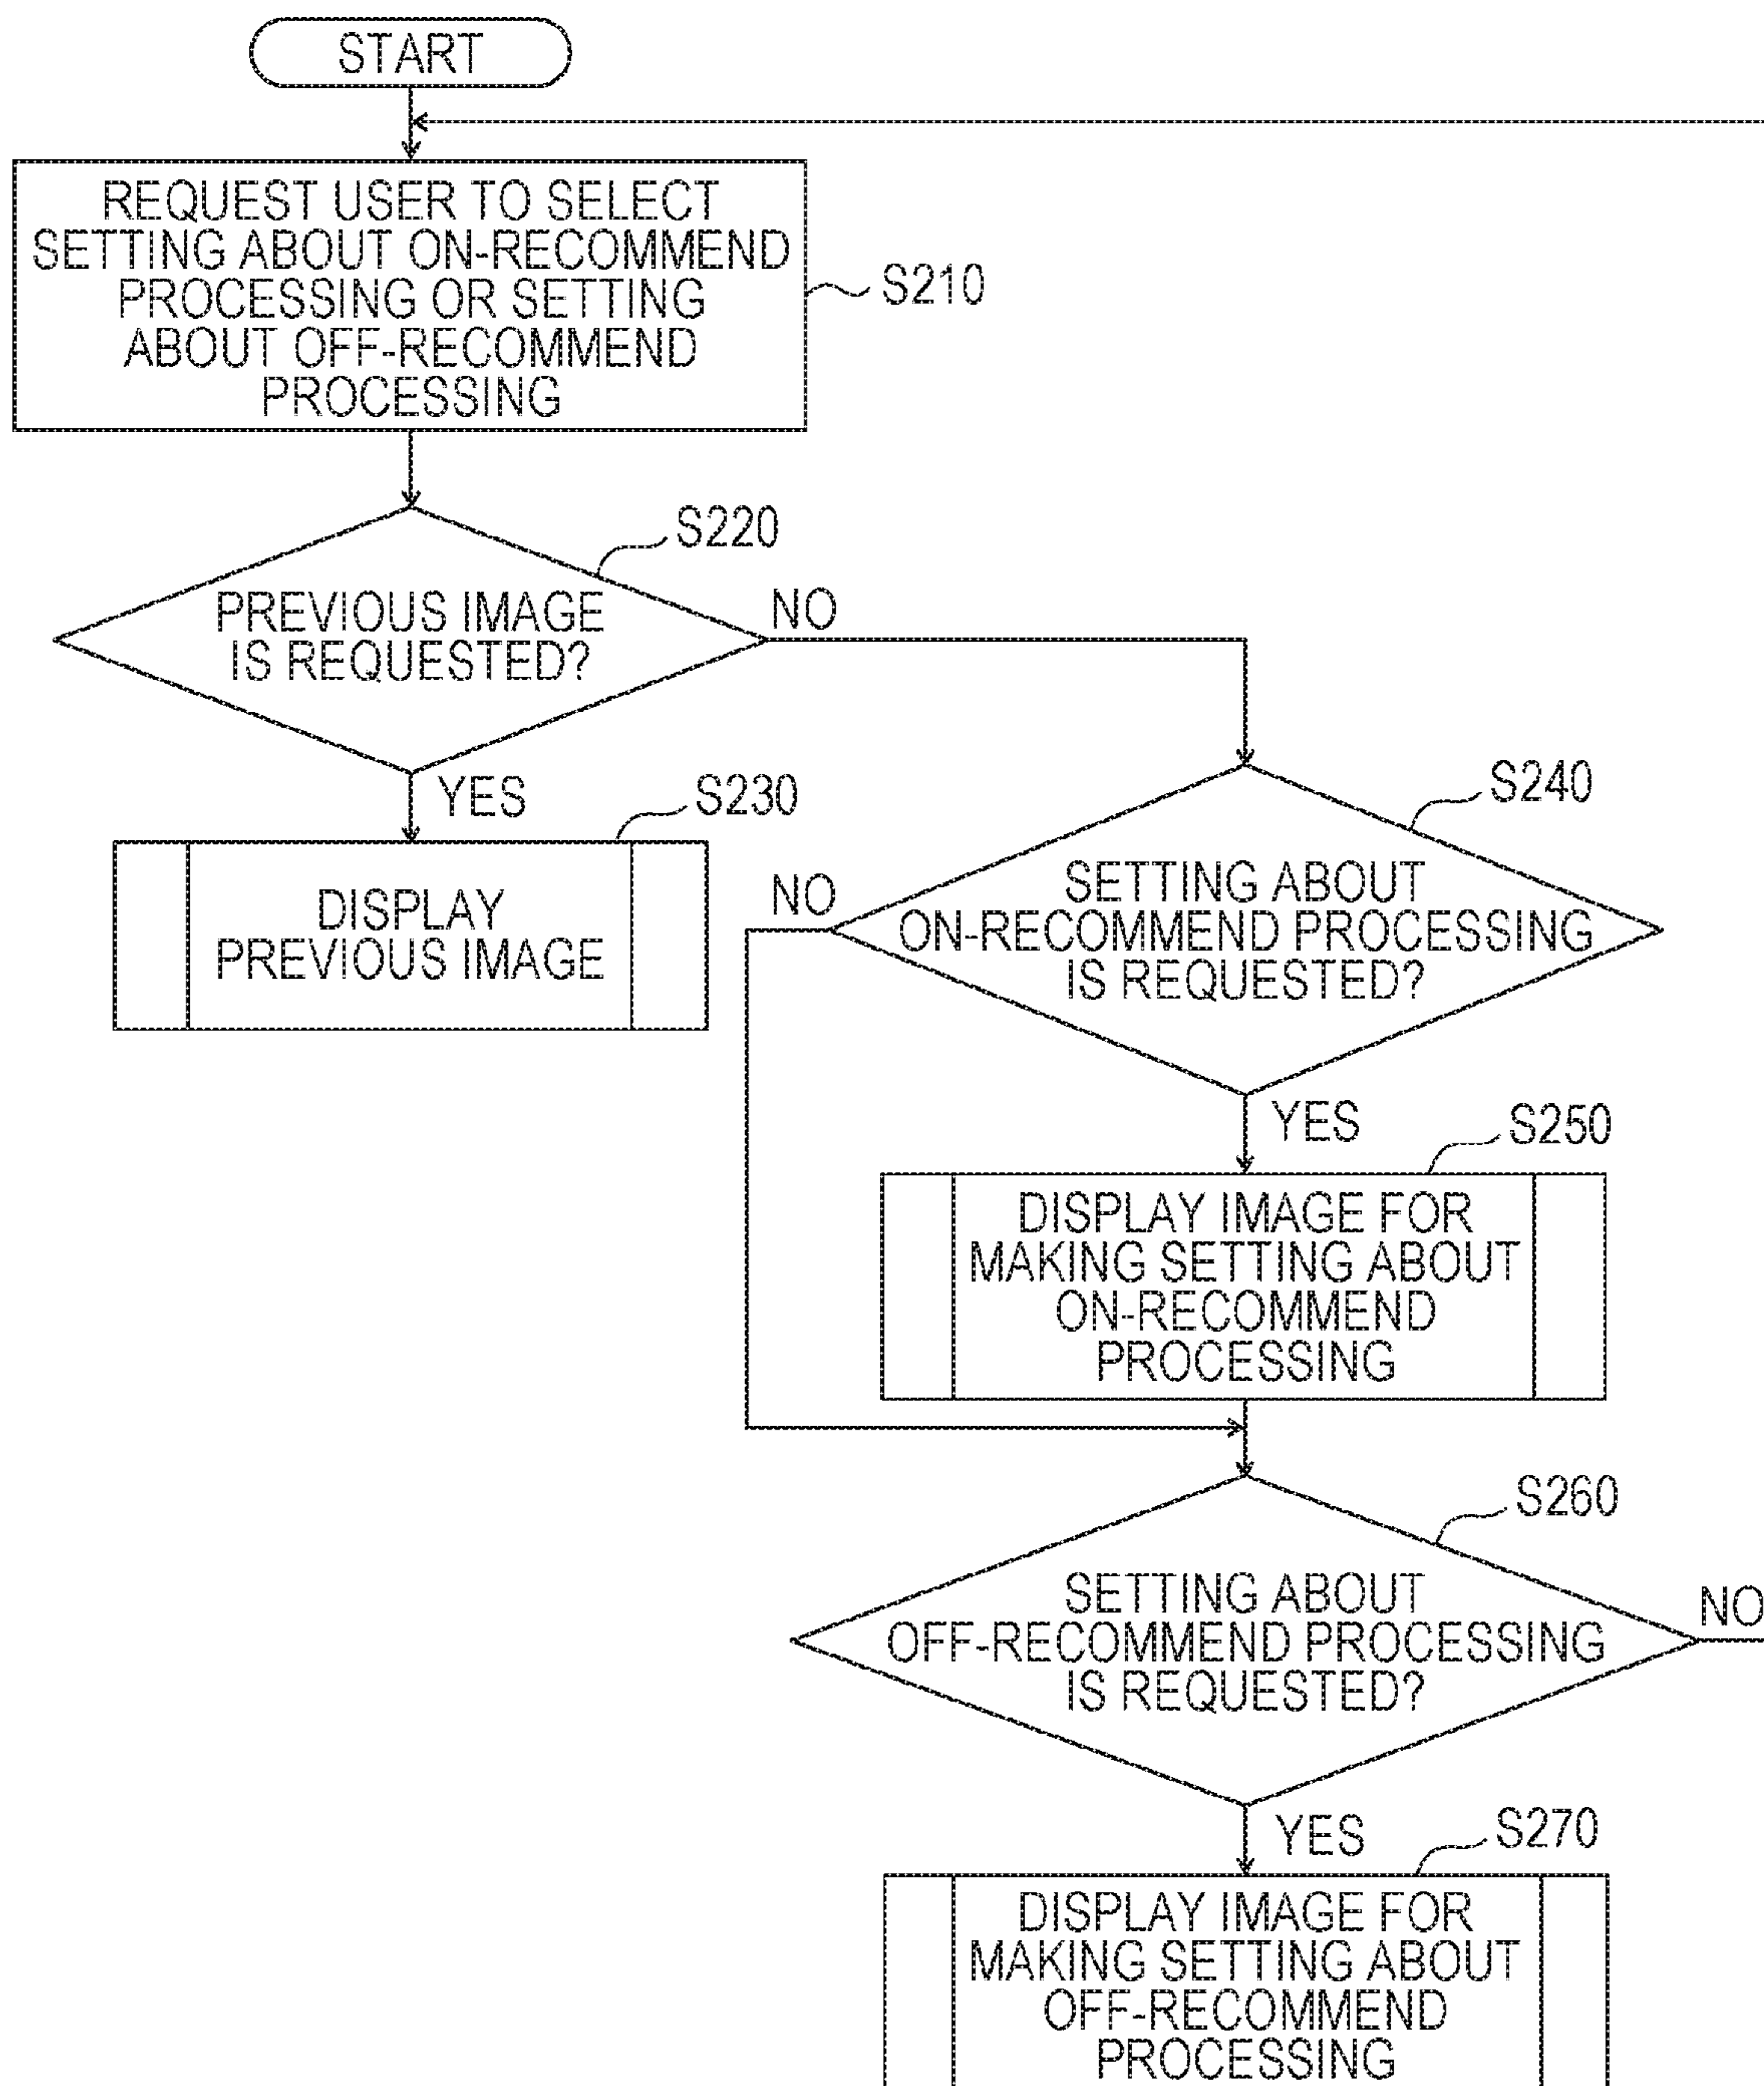 START
REQUEST USER TO SELECT
SETTING ABOUT ON-RECOMMEND
PROCESSING OR SETTING
ABOUT OFF-RECOMMEND
PROCESSING
S210
S220
PREVIOUS IMAGE
IS REQUESTED?
NO
YES
S230
DISPLAY
PREVIOUS IMAGE
S240
SETTING ABOUT
ON-RECOMMEND PROCESSING
IS REQUESTED?
NO
YES
S250
DISPLAY IMAGE FOR
MAKING SETTING ABOUT
ON-RECOMMEND
PROCESSING
S260
SETTING ABOUT
OFF-RECOMMEND PROCESSING
IS REQUESTED?
NO
YES
S270
DISPLAY IMAGE FOR
MAKING SETTING ABOUT
OFF-RECOMMEND
PROCESSING